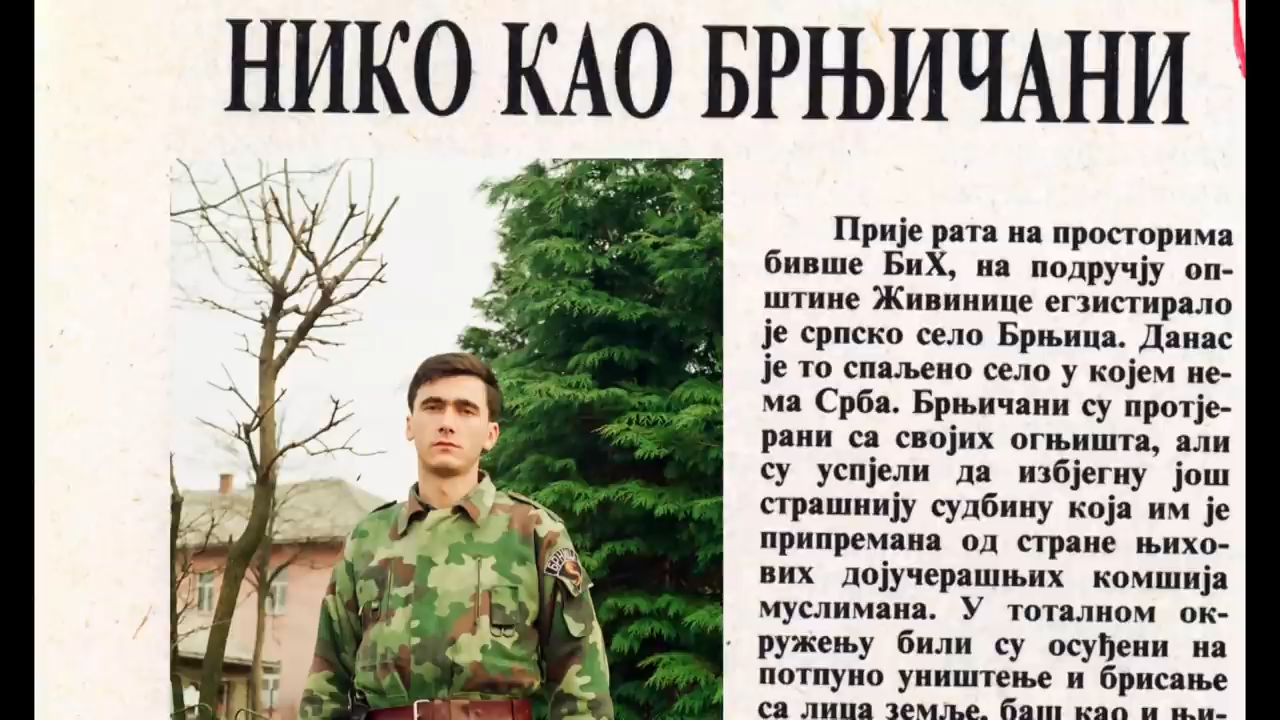 НИКО КАО БРЊИЧАНИ
Прије рата на просторима
бивше БиХ, на подручју оп-
штине Живинице егзистирало
је српско село Брњица. Данас
је то спаљено село у којем не-
ма Срба. Брњичани су протје-
рани са својих огњишта, али
су успјели да избјегну још
страшнију судбину која им је
припремана од стране њихо-
вих дојучерашњих комшија
муслимана. У тоталном ок-
ружењу били су осуђени на
потпуно уништење и брисање
са лица земље, баш као и њи-